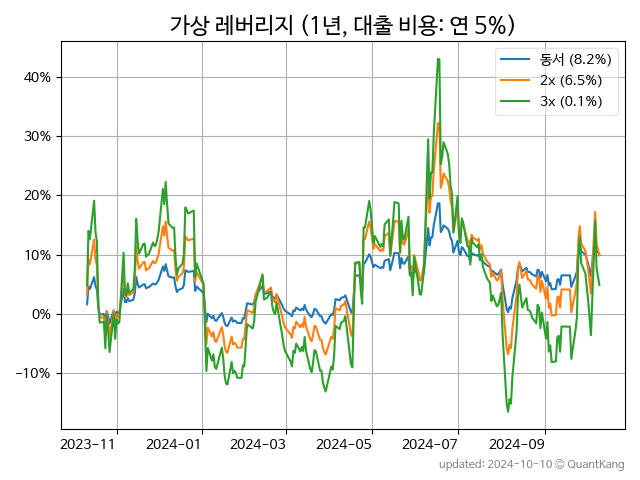 가상 레버리지 (1년, 대출 비용: 연 5%)
동서 (8.2%)
2x (6.5%)
3x (0.1%)
40%
30%
20%
10%
0%
−10%
2023-11
2024-01
2024-03
2024-05
2024-07
2024-09
updated: 2024-10-10 © QuantKang